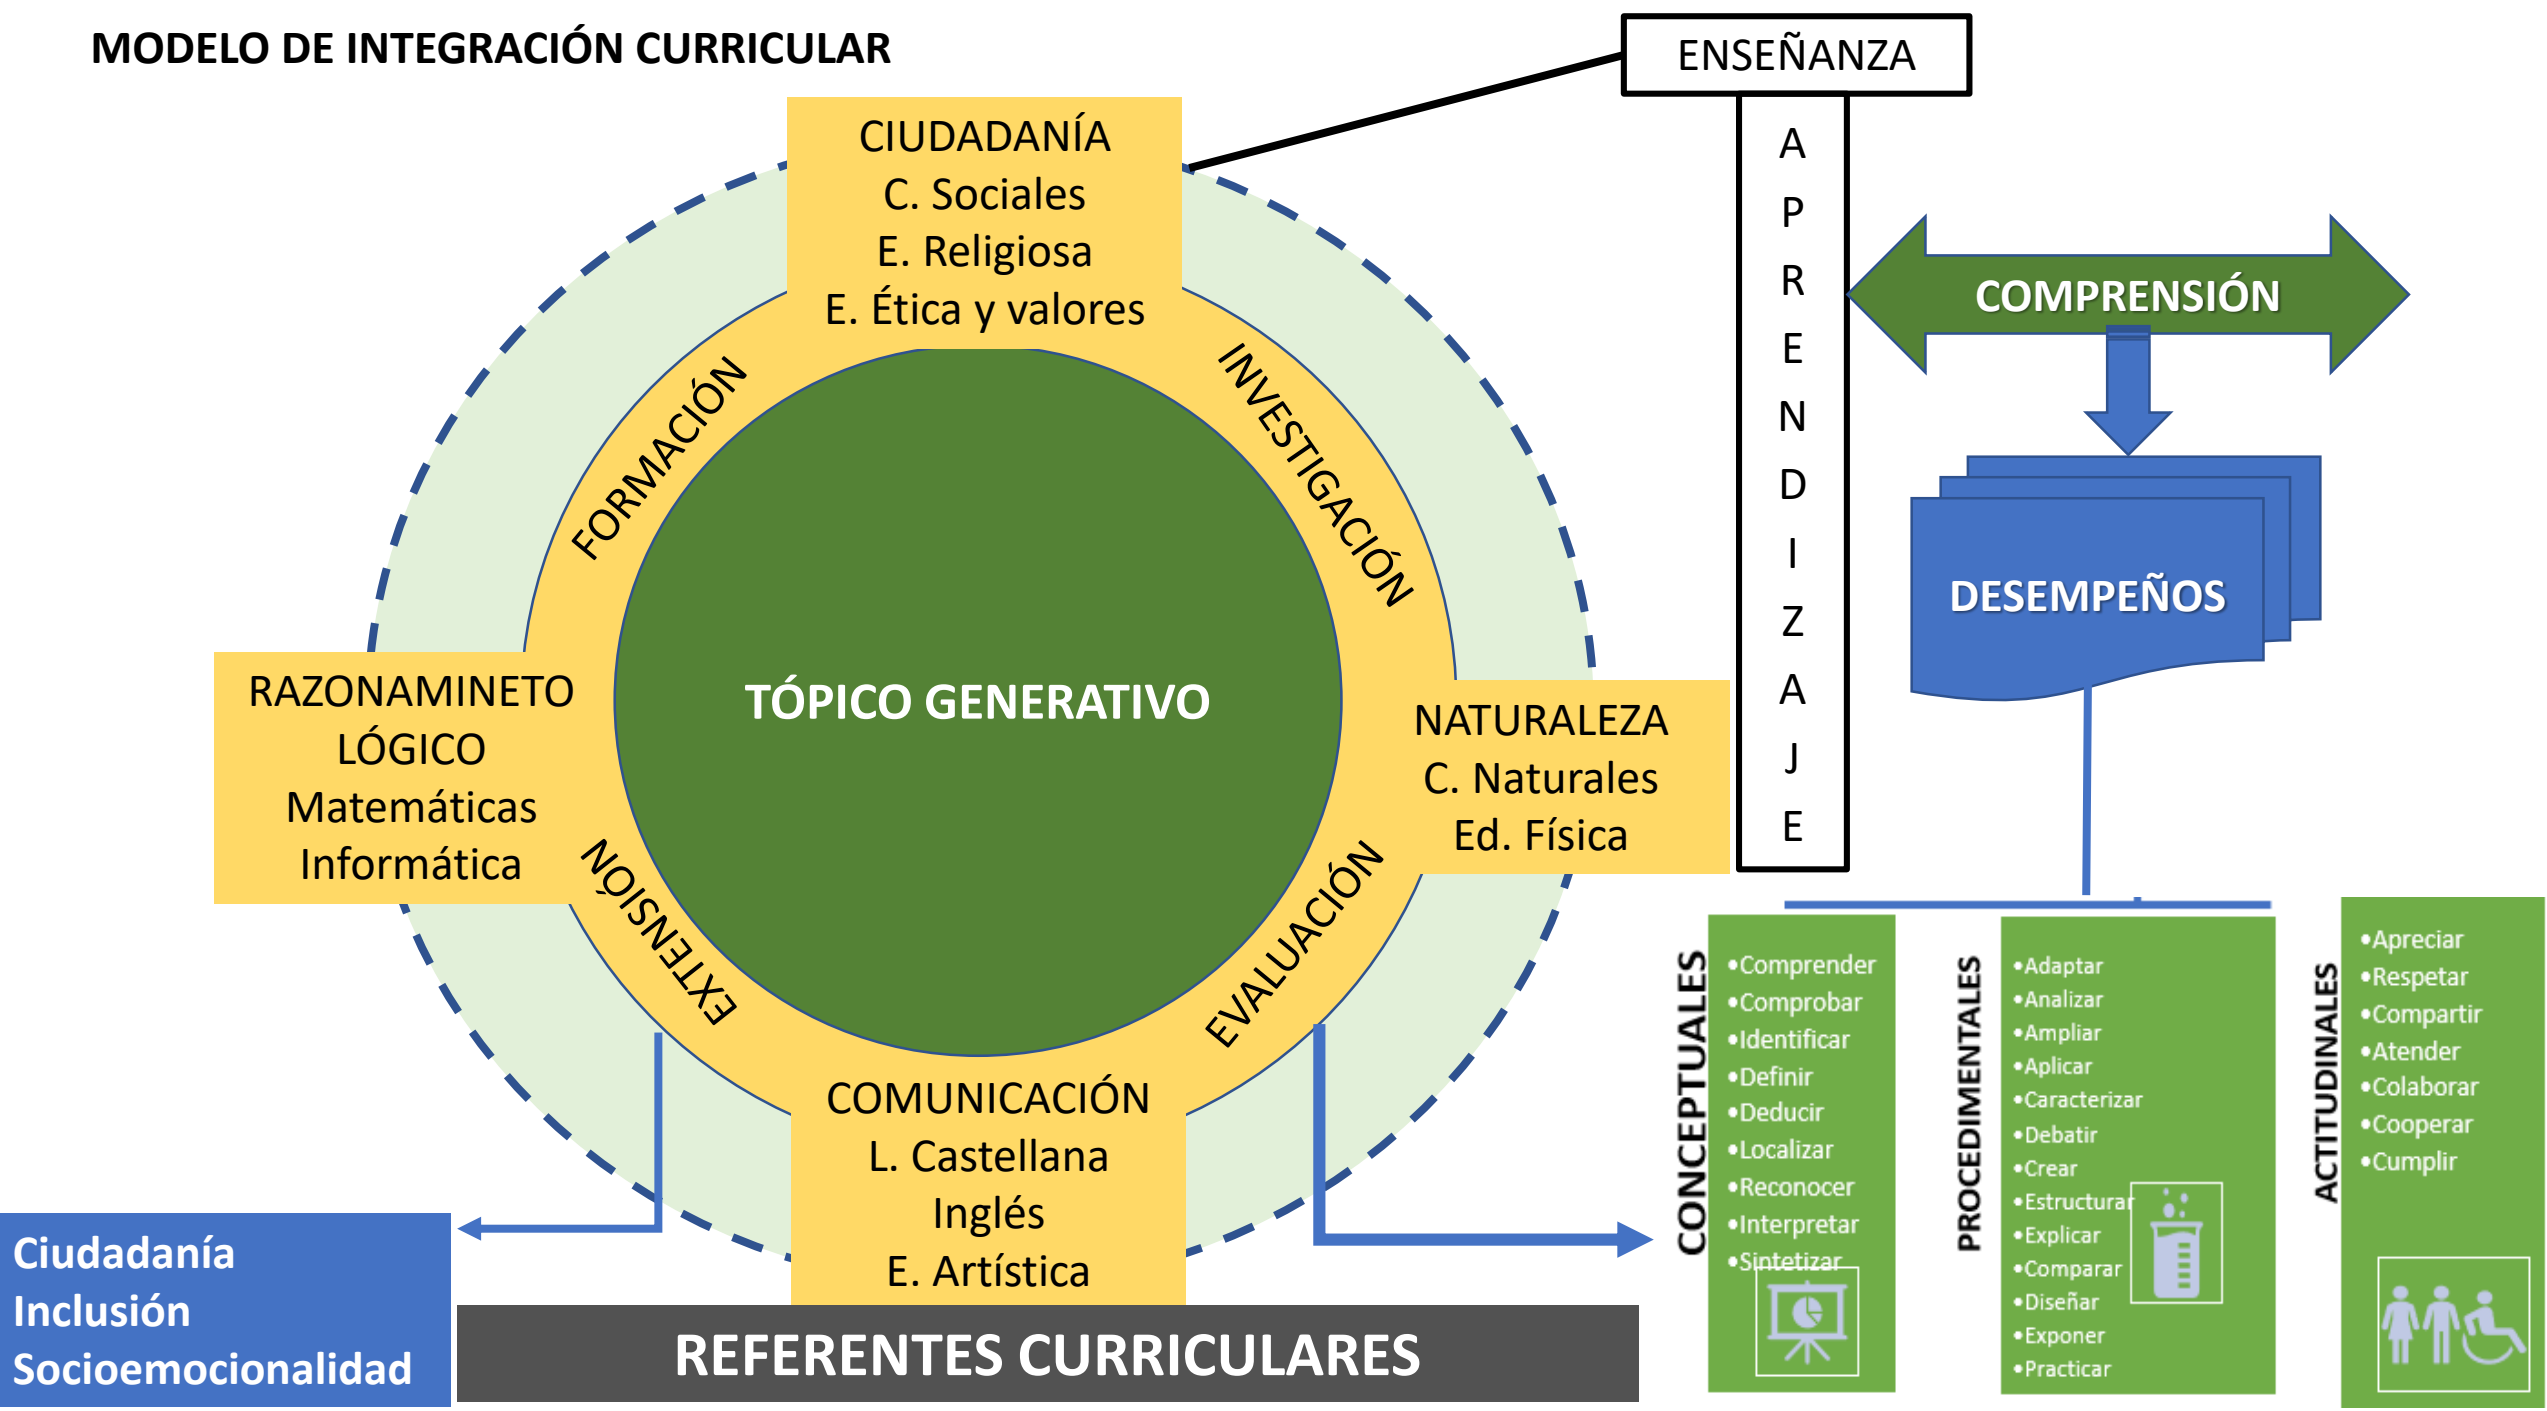 MODELO DE INTEGRACIÓN CURRICULAR
ENSEÑANZA
APRENDIZAJE
CIUDADANÍA
C. Sociales
E. Religiosa
E. Ética y valores
FORMACIÓN
INVESTIGACIÓN
COMPRENSIÓN
DESEMPEÑOS
TÓPICO GENERATIVO
RAZONAMINETO
LÓGICO
Matemáticas
Informática
NATURALEZA
C. Naturales
Ed. Física
EXTENSIÓN
EVALUACIÓN
COMUNICACIÓN
L. Castellana
Inglés
E. Artística
Ciudadanía
Inclusión
Socioemocionalidad
REFERENTES CURRICULARES
CONCEPTUALES
•Comprender
•Comprobar
•Identificar
•Definir
•Deducir
•Localizar
•Reconocer
•Interpretar
•Sintetizar
PROCEDIMENTALES
•Adaptar
•Analizar
•Ampliar
•Aplicar
•Caracterizar
•Debatir
•Crear
•Estructurar
•Explicar
•Comparar
•Diseñar
•Exponer
•Practicar
ACTITUDINALES
•Apreciar
•Respetar
•Compartir
•Atender
•Colaborar
•Cooperar
•Cumplir